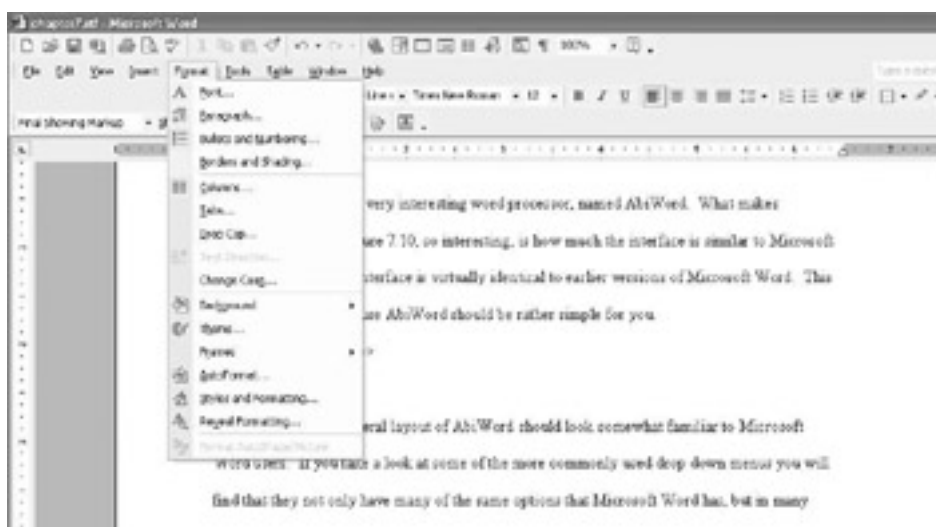 chapter7.rtf - Microsoft Word
100%
File Edit View Insert Format Tools Table Window Help
Times New Roman 12 B I U
Final Showing Markup
Font...
Paragraph...
Bullets and Numbering...
Borders and Shading...
Columns...
Tabs...
Drop Cap...
Text Direction...
Change Case...
Background
Theme...
Frames
AutoFormat...
Styles and Formatting...
Reveal Formatting...
very interesting word processor, named AbiWord. What makes
ure 7.10, so interesting, is how much the interface is similar to Microsoft
nterface is virtually identical to earlier versions of Microsoft Word. This
use AbiWord should be rather simple for you.
eral layout of AbiWord should look somewhat familiar to Microsoft
Word users. If you take a look at some of the more commonly used drop down menus you will
find that they not only have many of the same options that Microsoft Word has, but in many